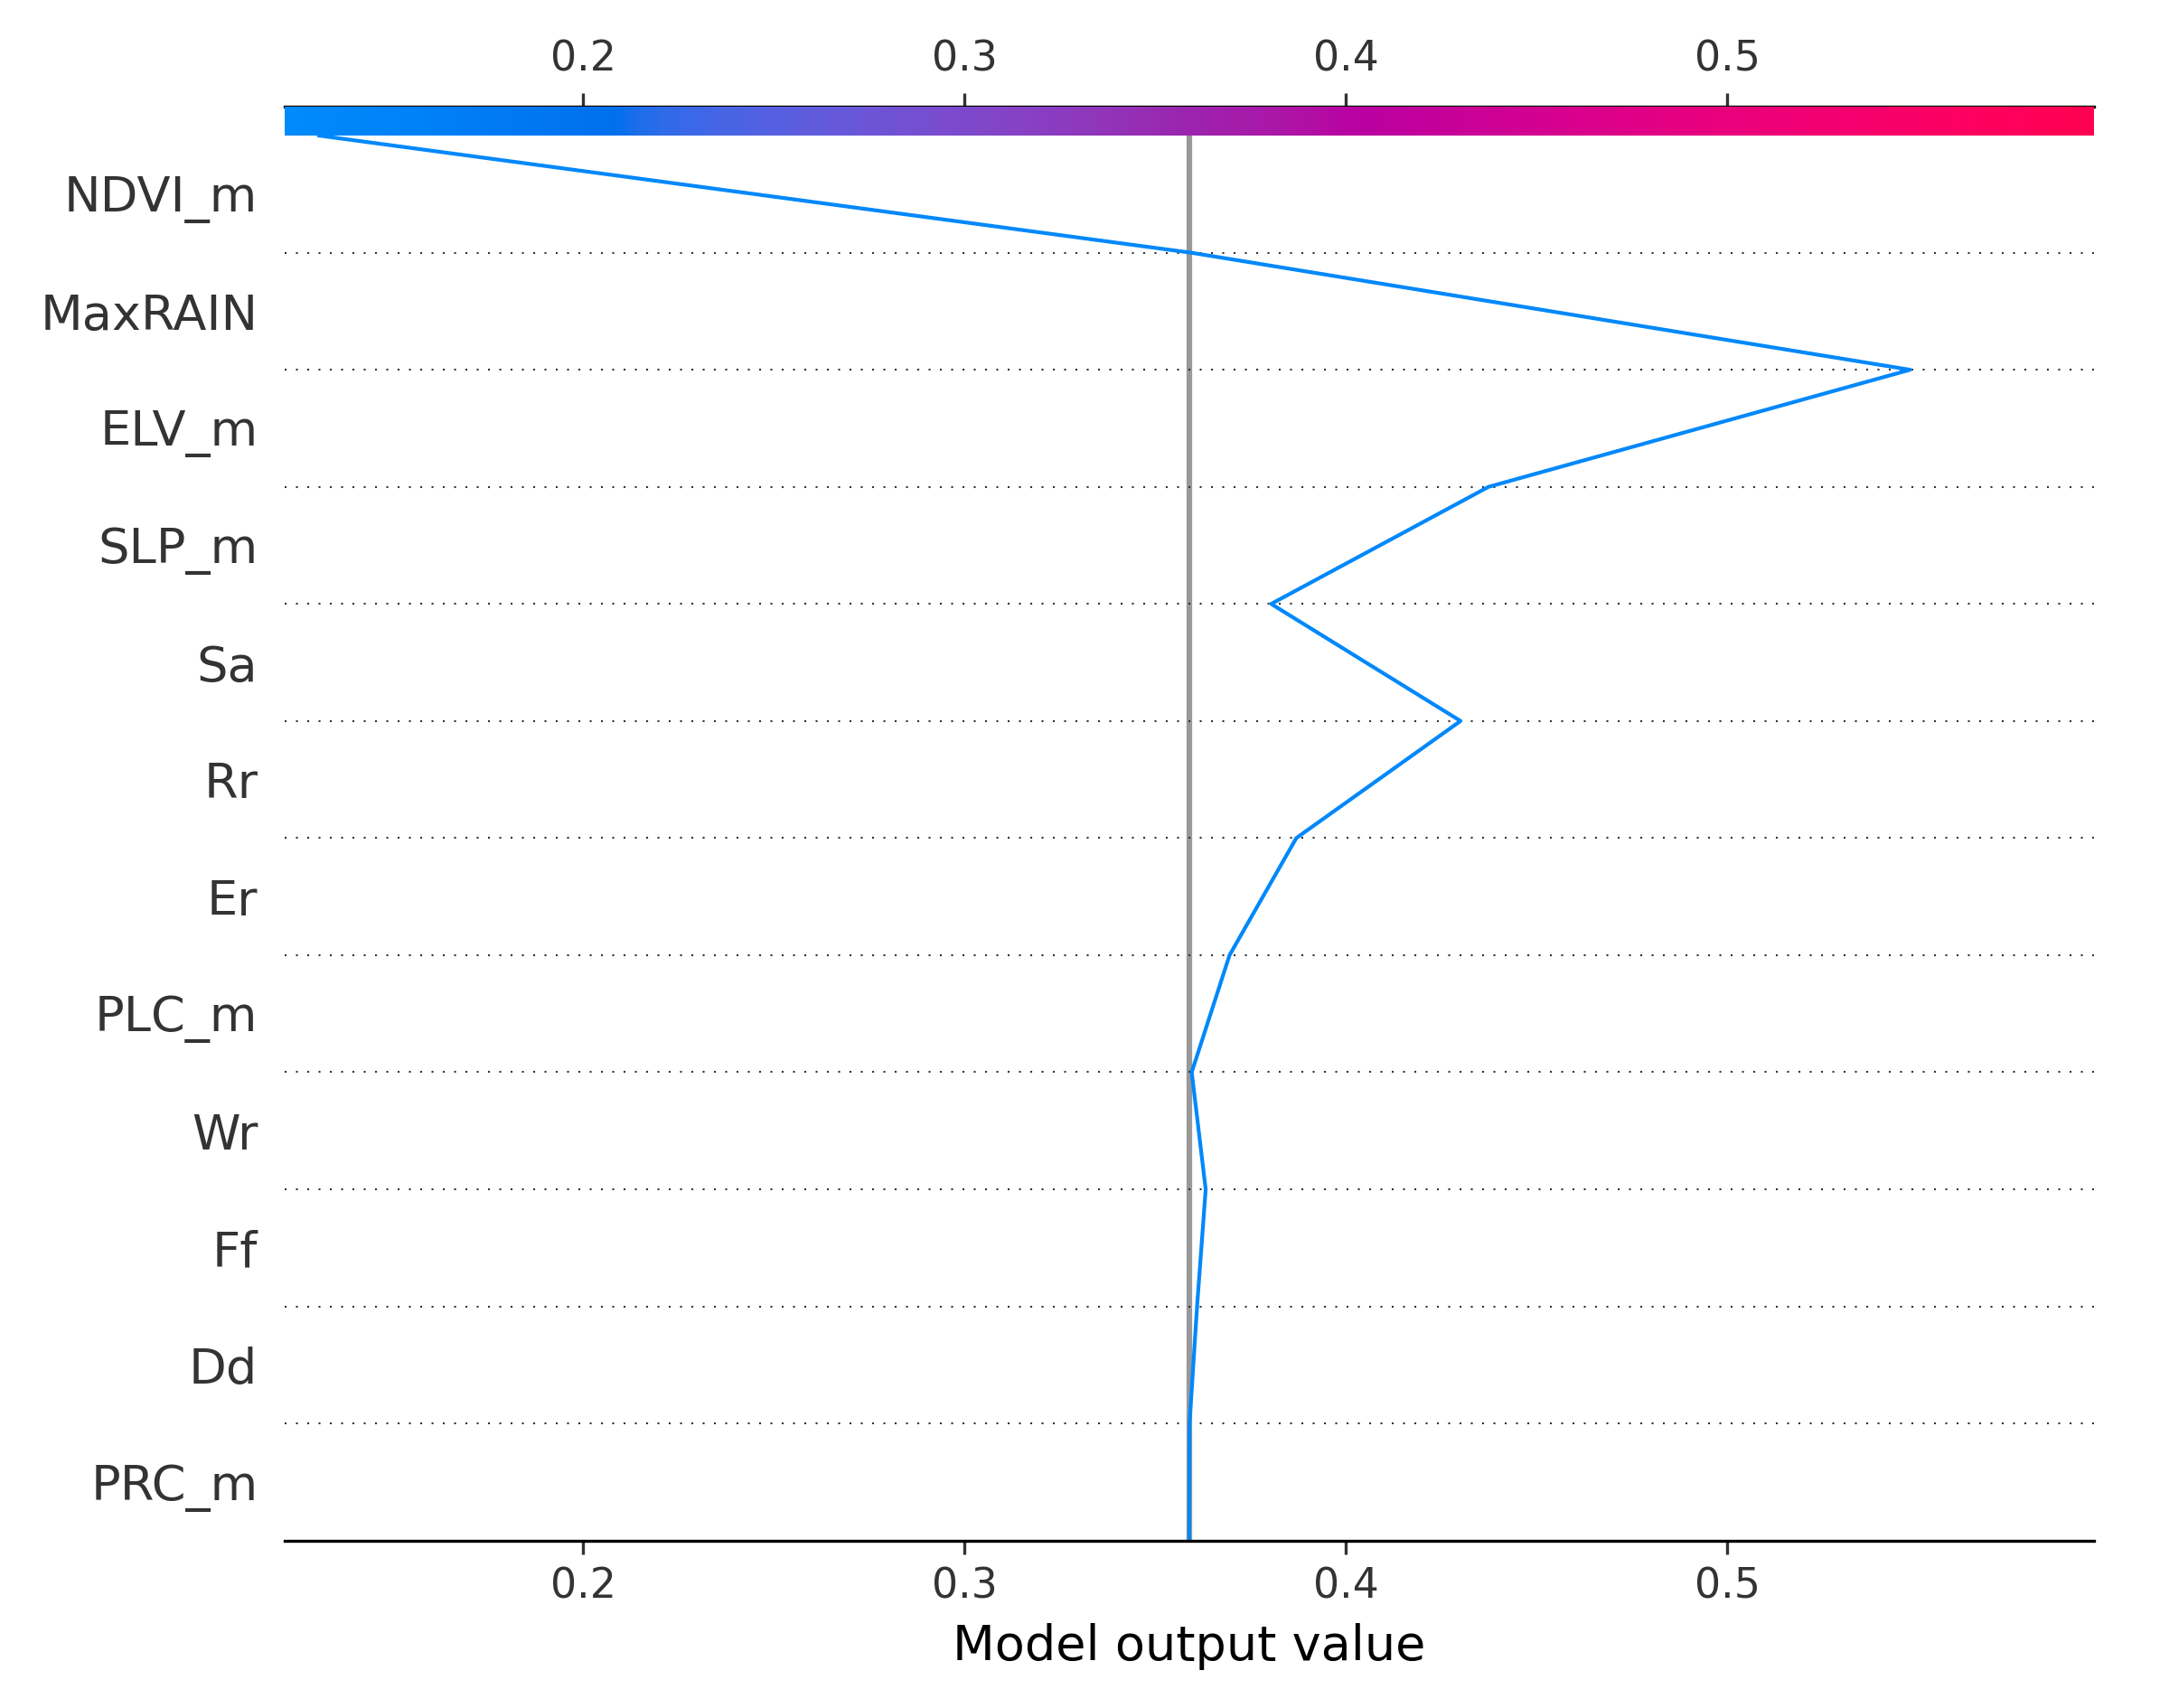 0.2 0.3 0.4 0.5
NDVI_m
MaxRAIN
ELV_m
SLP_m
Sa
Rr
Er
PLC_m
Wr
Ff
Dd
PRC_m
0.2 0.3 0.4 0.5
Model output value